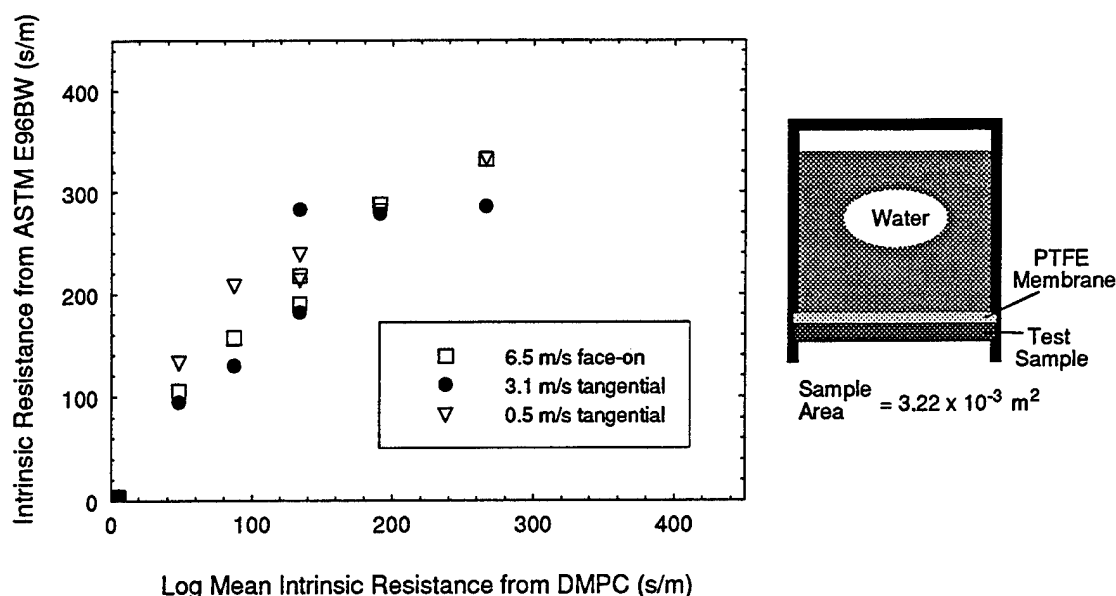 Intrinsic Resistance from ASTM E96BW (s/m)
400
300
200
100
0
0
100
200
300
400
Log Mean Intrinsic Resistance from DMPC (s/m)
6.5 m/s face-on
3.1 m/s tangential
0.5 m/s tangential
Water
PTFE
Membrane
Test
Sample
Sample
Area = 3.22 x 10⁻³ m²